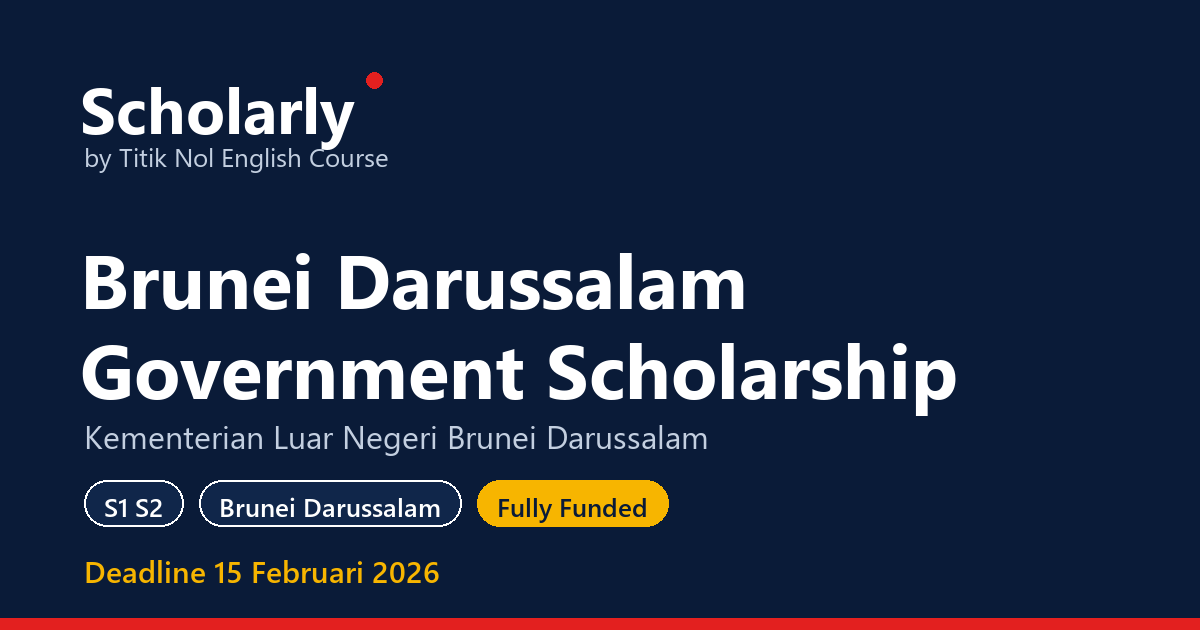 Scholarly
by Titik Nol English Course
Brunei Darussalam
Government Scholarship
Kementerian Luar Negeri Brunei Darussalam
S1 S2
Brunei Darussalam
Fully Funded
Deadline 15 Februari 2026